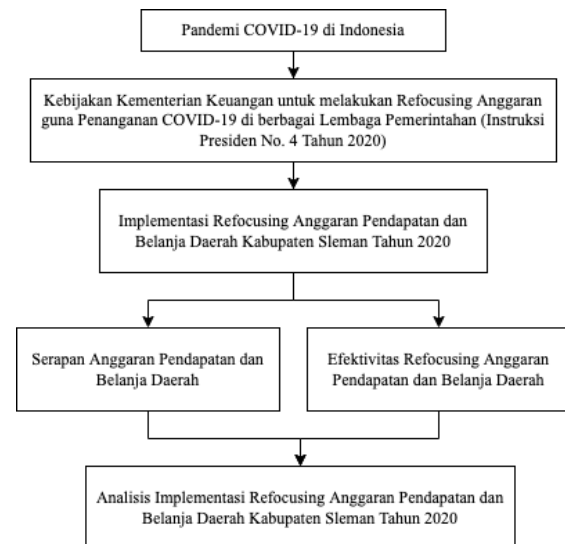 Pandemi COVID-19 di Indonesia
Kebijakan Kementerian Keuangan untuk melakukan Refocusing Anggaran
guna Penanganan COVID-19 di berbagai Lembaga Pemerintahan (Instruksi
Presiden No. 4 Tahun 2020)
Implementasi Refocusing Anggaran Pendapatan dan
Belanja Daerah Kabupaten Sleman Tahun 2020
Serapan Anggaran Pendapatan dan
Belanja Daerah
Efektivitas Refocusing Anggaran
Pendapatan dan Belanja Daerah
Analisis Implementasi Refocusing Anggaran Pendapatan dan
Belanja Daerah Kabupaten Sleman Tahun 2020